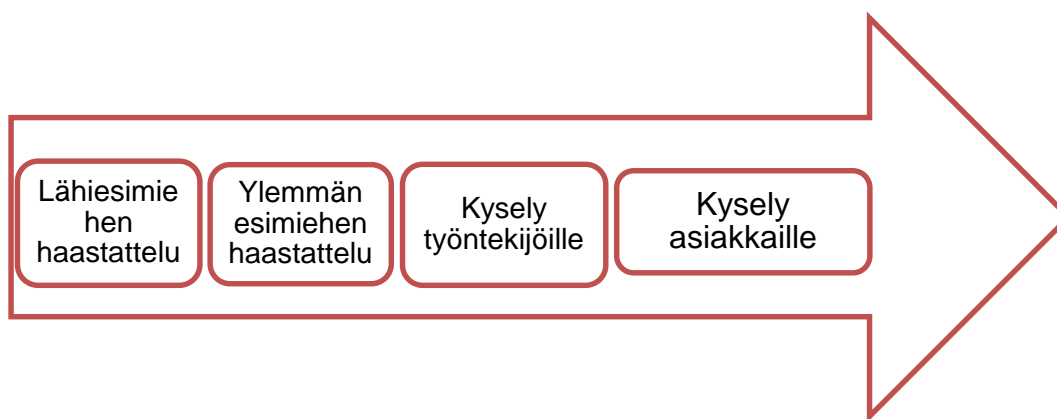 Lähiesimie
hen
haastattelu
Ylemmän
esimiehen
haastattelu
Kysely
työntekijöille
Kysely
asiakkaille